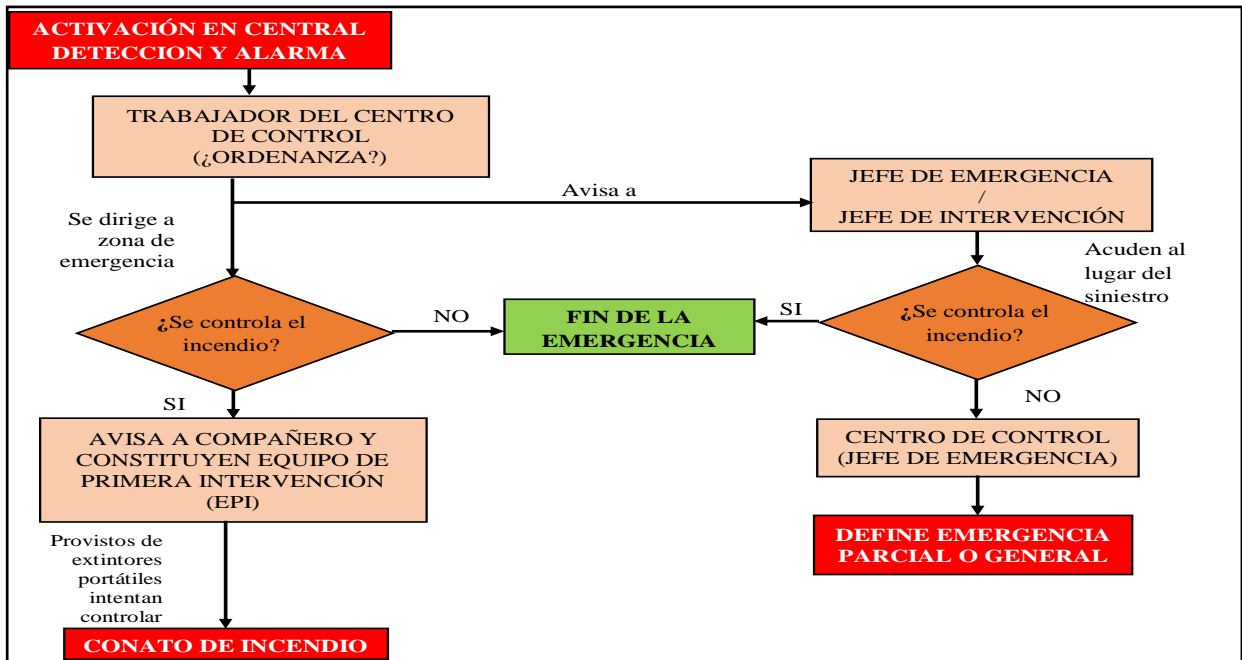 ACTIVACIÓN EN CENTRAL
DETECCION Y ALARMA
TRABAJADOR DEL CENTRO
DE CONTROL
(¿ORDENANZA?)
Avisa a
JEFE DE EMERGENCIA
/
JEFE DE INTERVENCIÓN
Se dirige a
zona de
emergencia
Acuden al
lugar del
siniestro
¿Se controla el
incendio?
NO
FIN DE LA
EMERGENCIA
SI
¿Se controla el
incendio?
SI
NO
AVISA A COMPAÑERO Y
CONSTITUYEN EQUIPO DE
PRIMERA INTERVENCIÓN
(EPI)
CENTRO DE CONTROL
(JEFE DE EMERGENCIA)
Provistos de
extintores
portátiles
intentan
controlar
DEFINE EMERGENCIA
PARCIAL O GENERAL
CONATO DE INCENDIO